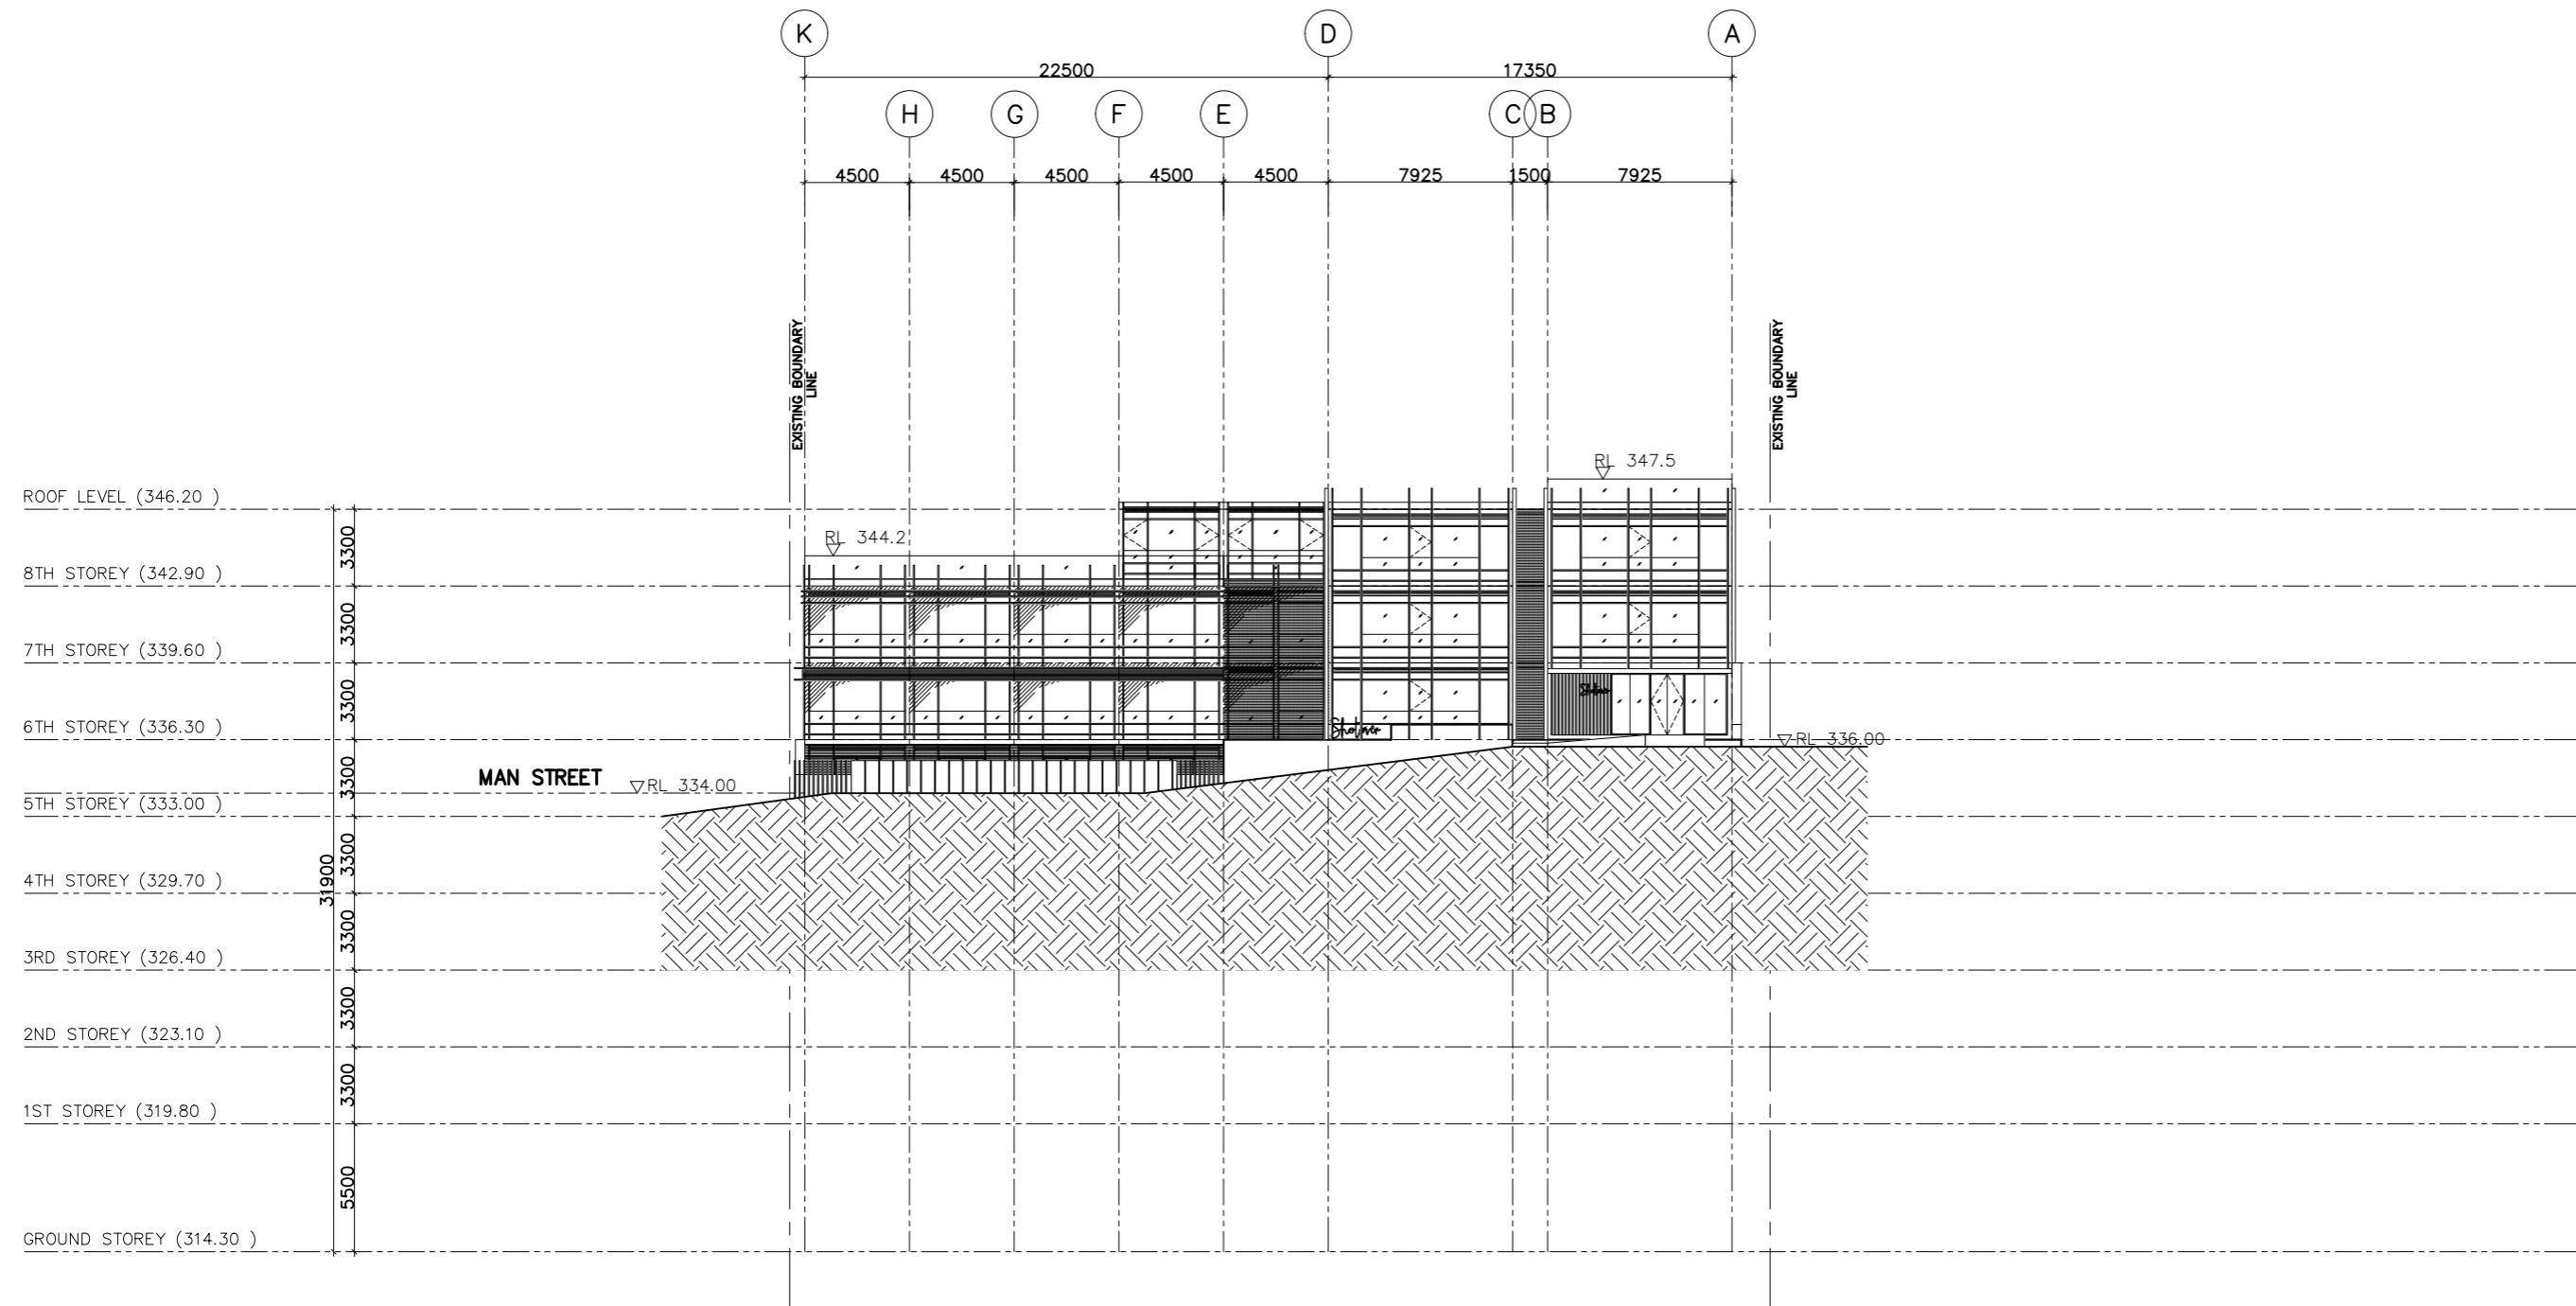 K D A
22500 17350
H G F E C B
4500 4500 4500 4500 4500 7925 1500 7925
EXISTING BOUNDARY
LINE
EXISTING BOUNDARY
LINE
RL 347.5
ROOF LEVEL (346.20 )
3300
RL 344.2
8TH STOREY (342.90 )
3300
7TH STOREY (339.60 )
3300
Shotover
6TH STOREY (336.30 )
Shotover
RL 336.00
3300
MAN STREET
RL 334.00
5TH STOREY (333.00 )
3300
31900
4TH STOREY (329.70 )
3300
3RD STOREY (326.40 )
3300
2ND STOREY (323.10 )
3300
1ST STOREY (319.80 )
5500
GROUND STOREY (314.30 )